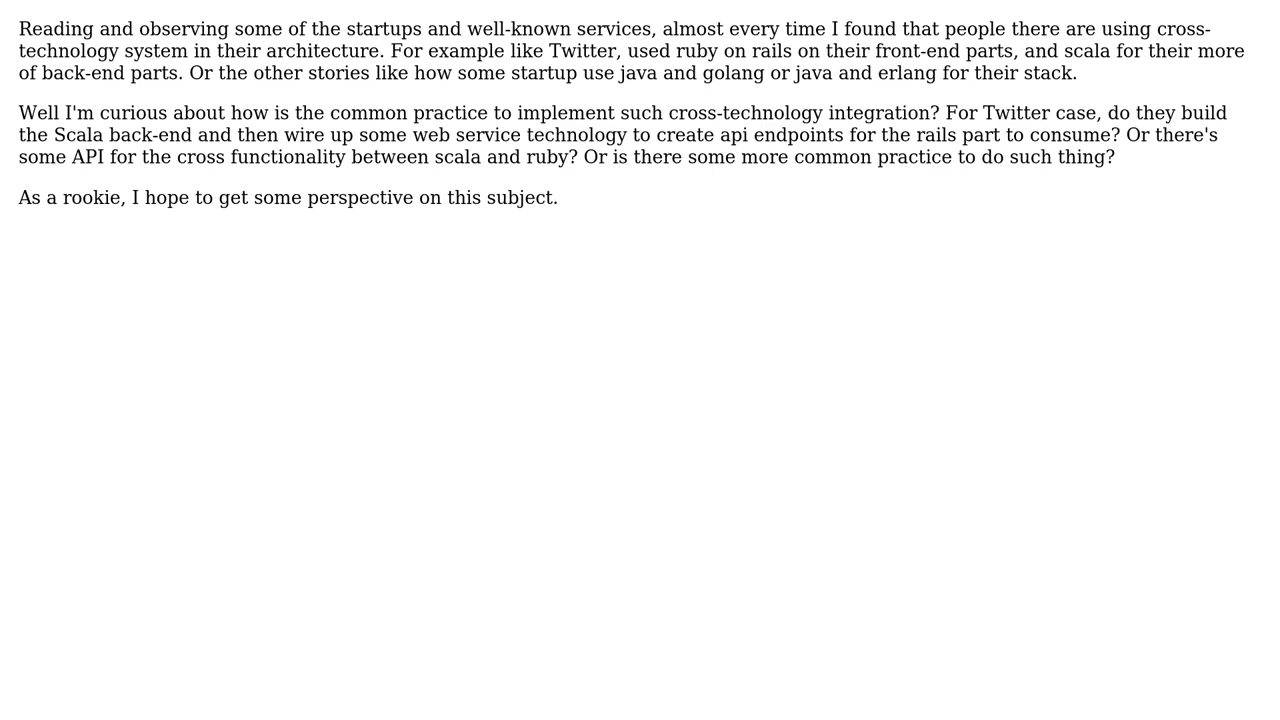 Reading and observing some of the startups and well-known services, almost every time I found that people there are using cross-
technology system in their architecture. For example like Twitter, used ruby on rails on their front-end parts, and scala for their more
of back-end parts. Or the other stories like how some startup use java and golang or java and erlang for their stack.
Well I'm curious about how is the common practice to implement such cross-technology integration? For Twitter case, do they build
the Scala back-end and then wire up some web service technology to create api endpoints for the rails part to consume? Or there's
some API for the cross functionality between scala and ruby? Or is there some more common practice to do such thing?
As a rookie, I hope to get some perspective on this subject.